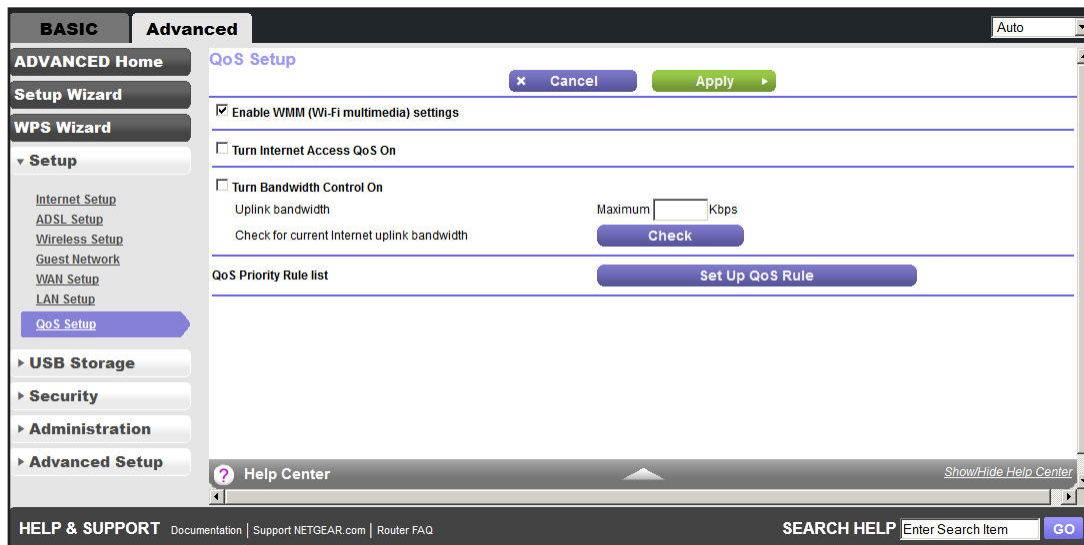 BASIC
Advanced
Auto
ADVANCED Home
Setup Wizard
WPS Wizard
Setup
Internet Setup
ADSL Setup
Wireless Setup
Guest Network
WAN Setup
LAN Setup
QoS Setup
USB Storage
Security
Administration
Advanced Setup
QoS Setup
Cancel
Apply
Enable WMM (Wi-Fi multimedia) settings
Turn Internet Access QoS On
Turn Bandwidth Control On
Uplink bandwidth Maximum Kbps
Check for current Internet uplink bandwidth Check
QoS Priority Rule list Set Up QoS Rule
? Help Center Show/Hide Help Center
HELP & SUPPORT Documentation | Support NETGEAR.com | Router FAQ SEARCH HELP Enter Search Item GO